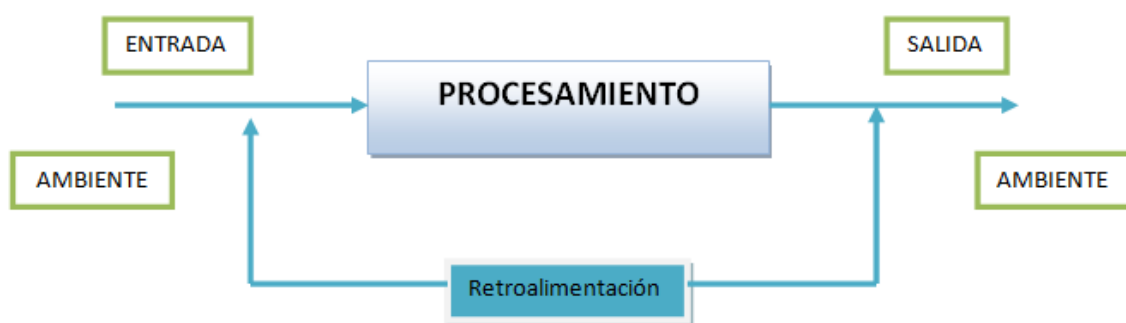 ENTRADA
SALIDA
PROCESAMIENTO
AMBIENTE
AMBIENTE
Retroalimentación